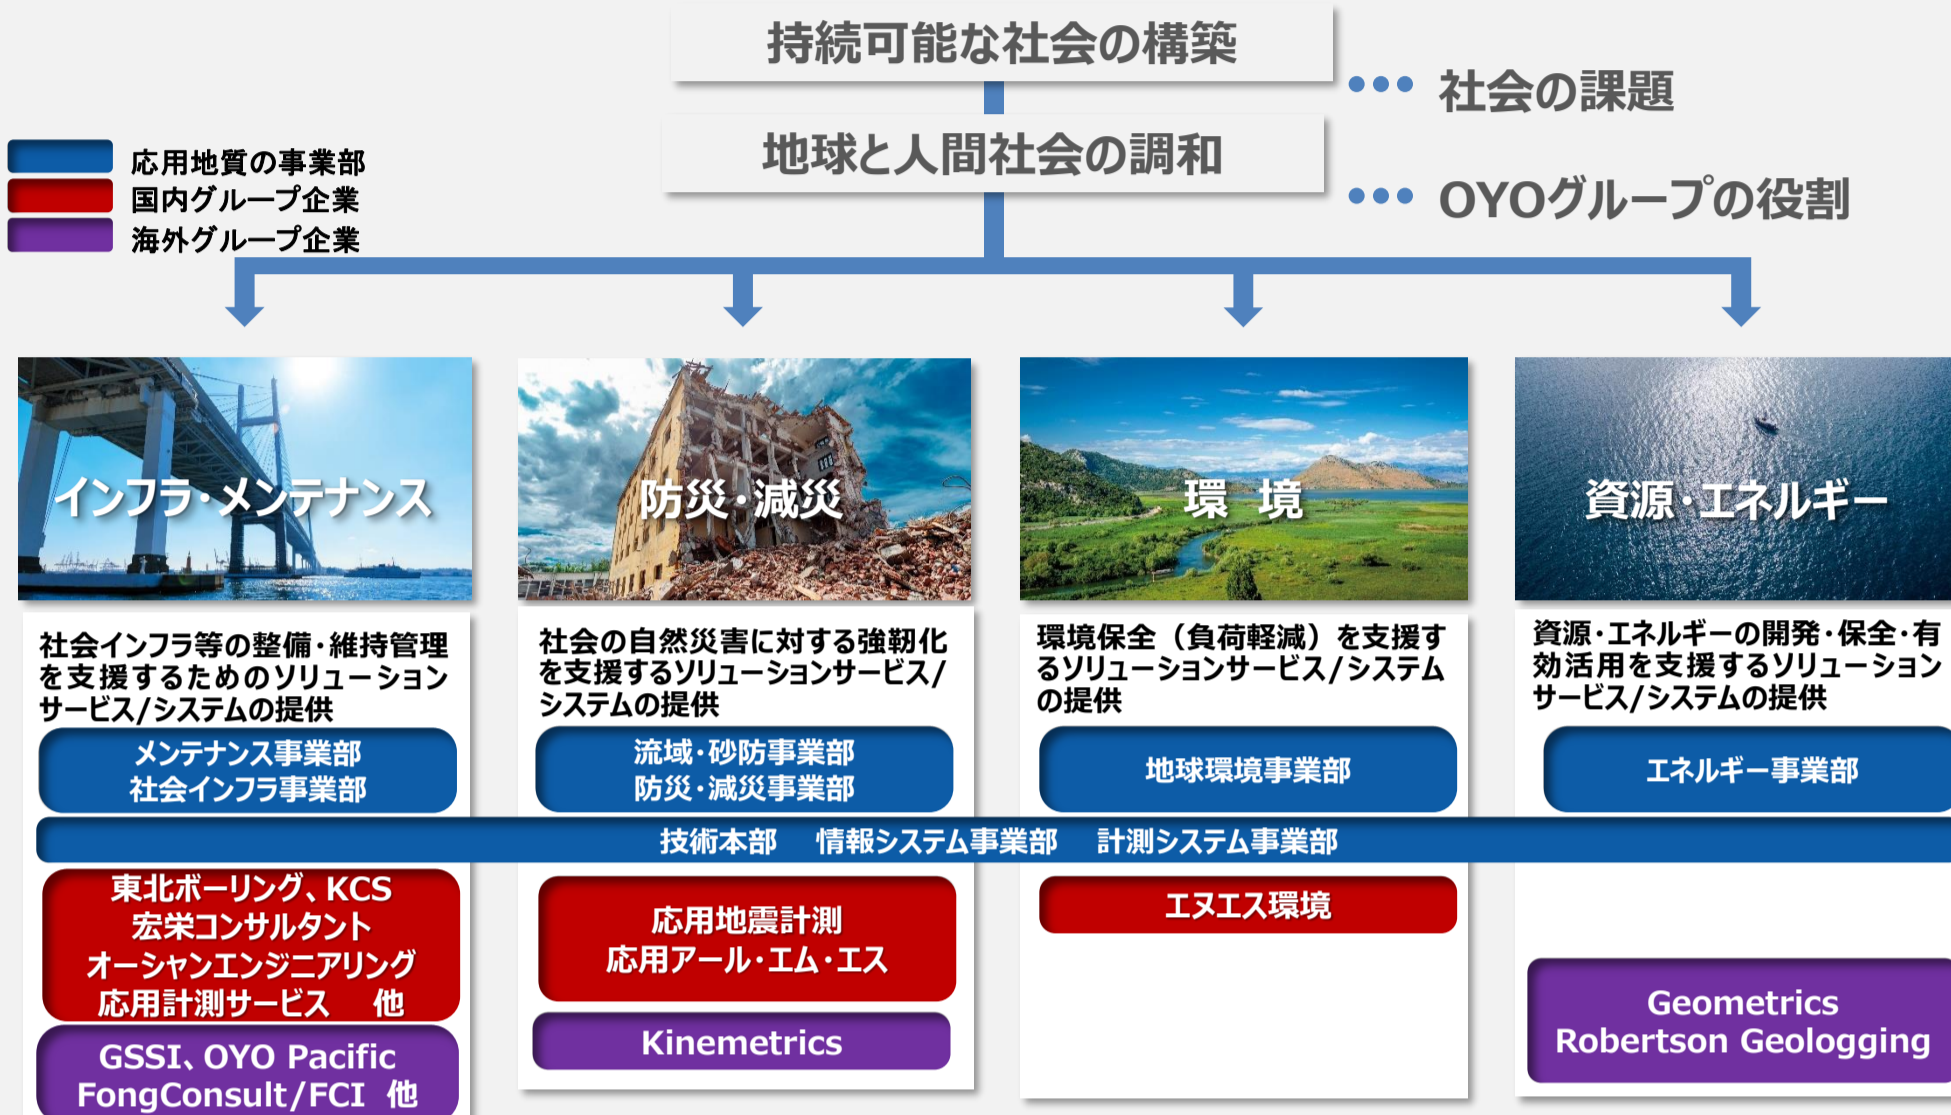 持続可能な社会の構築
社会の課題
地球と人間社会の調和
OYOグループの役割
応用地質の事業部
国内グループ企業
海外グループ企業
インフラ・メンテナンス
社会インフラ等の整備・維持管理
を支援するためのソリューション
サービス/システムの提供
メンテナンス事業部
社会インフラ事業部
防災・減災
社会の自然災害に対する強靭化
を支援するソリューションサービス/
システムの提供
流域・砂防事業部
防災・減災事業部
環 境
環境保全（負荷軽減）を支援す
るソリューションサービス/システム
の提供
地球環境事業部
資源・エネルギー
資源・エネルギーの開発・保全・有
効活用を支援するソリューション
サービス/システムの提供
エネルギー事業部
技術本部 情報システム事業部 計測システム事業部
東北ボーリング、KCS
宏栄コンサルタント
オーシャンエンジニアリング
応用計測サービス 他
GSSI、OYO Pacific
FongConsult/FCI 他
応用地震計測
応用アール・エム・エス
Kinemetrics
エヌエス環境
Geometrics
Robertson Geologging